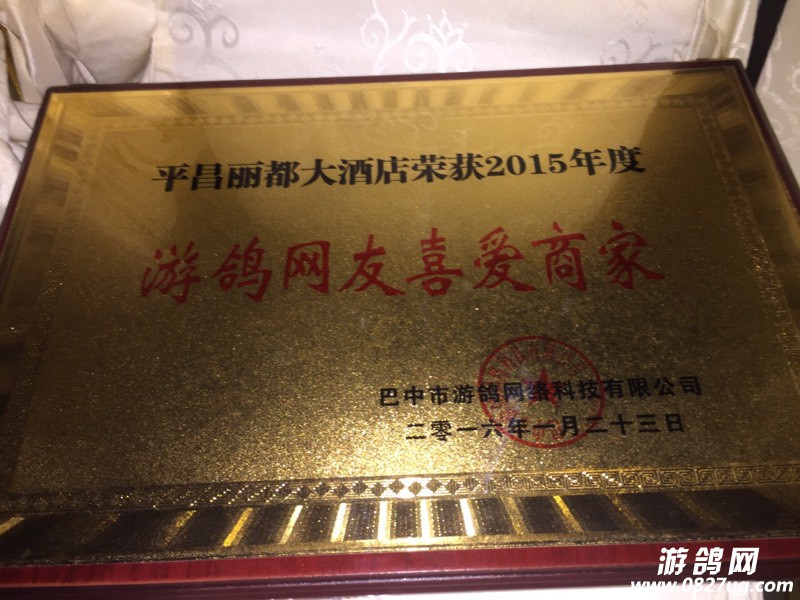 平昌丽都大酒店荣获2015年度
游鸽网友喜爱商家
巴中市游鸽网络科技有限公司
二零一六年一月二十三日
游鸽网
www.0827ug.com